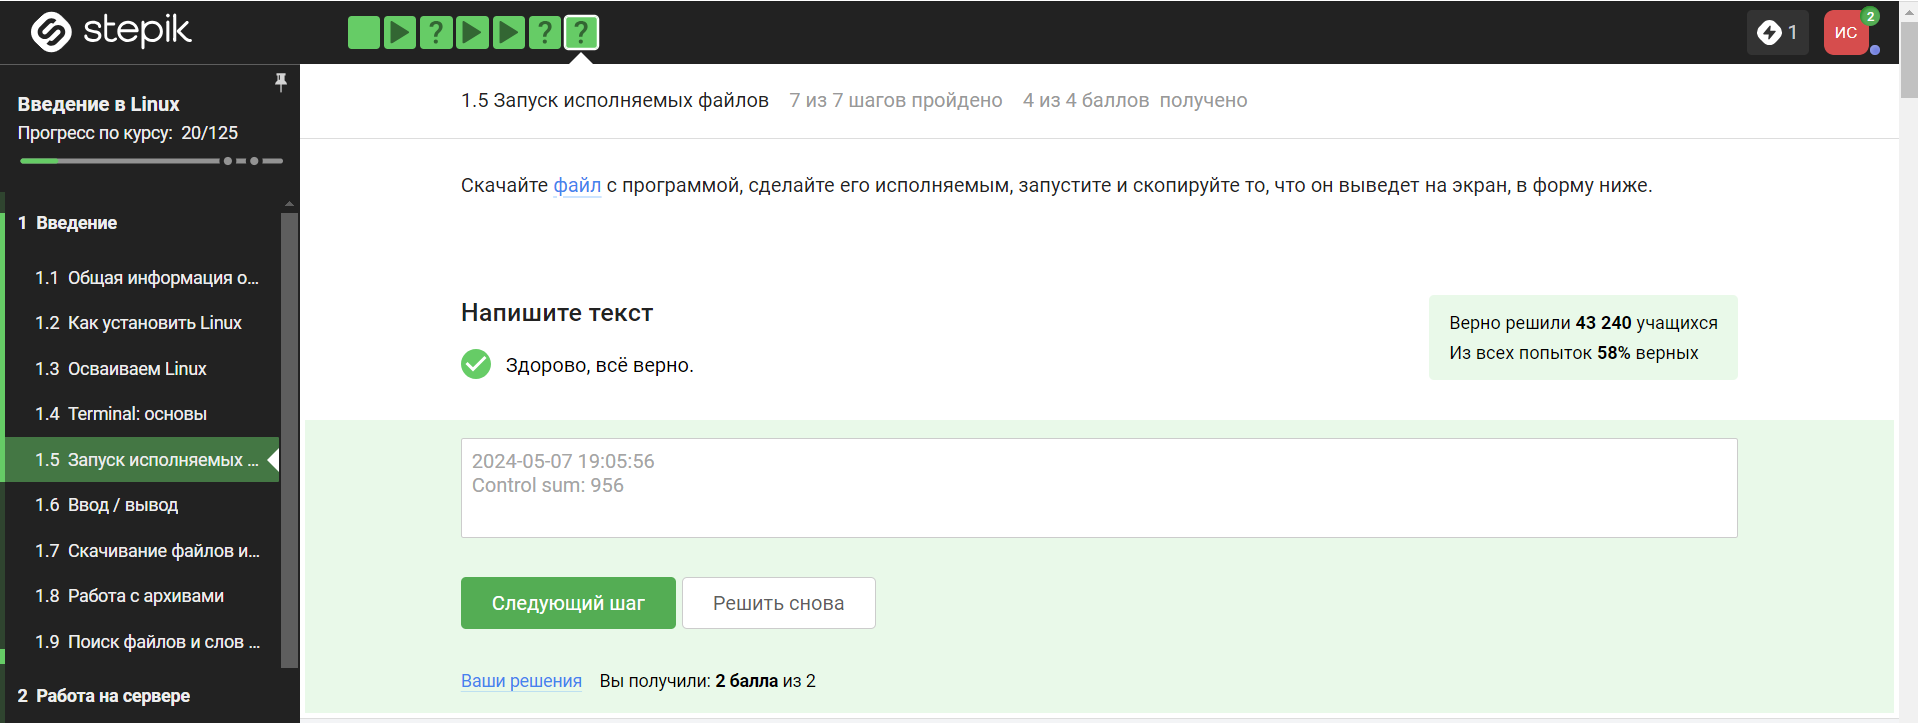 stepik
1
ИС
2
Введение в Linux
Прогресс по курсу: 20/125
1 Введение
1.1 Общая информация о...
1.2 Как установить Linux
1.3 Осваиваем Linux
1.4 Terminal: основы
1.5 Запуск исполняемых ...
1.6 Ввод / вывод
1.7 Скачивание файлов и...
1.8 Работа с архивами
1.9 Поиск файлов и слов ...
2 Работа на сервере
1.5 Запуск исполняемых файлов 7 из 7 шагов пройдено 4 из 4 баллов получено
Скачайте файл с программой, сделайте его исполняемым, запустите и скопируйте то, что он выведет на экран, в форму ниже.
Напишите текст
Здорово, всё верно.
Верно решили 43 240 учащихся
Из всех попыток 58% верных
2024-05-07 19:05:56
Control sum: 956
Следующий шаг
Решить снова
Ваши решения Вы получили: 2 балла из 2